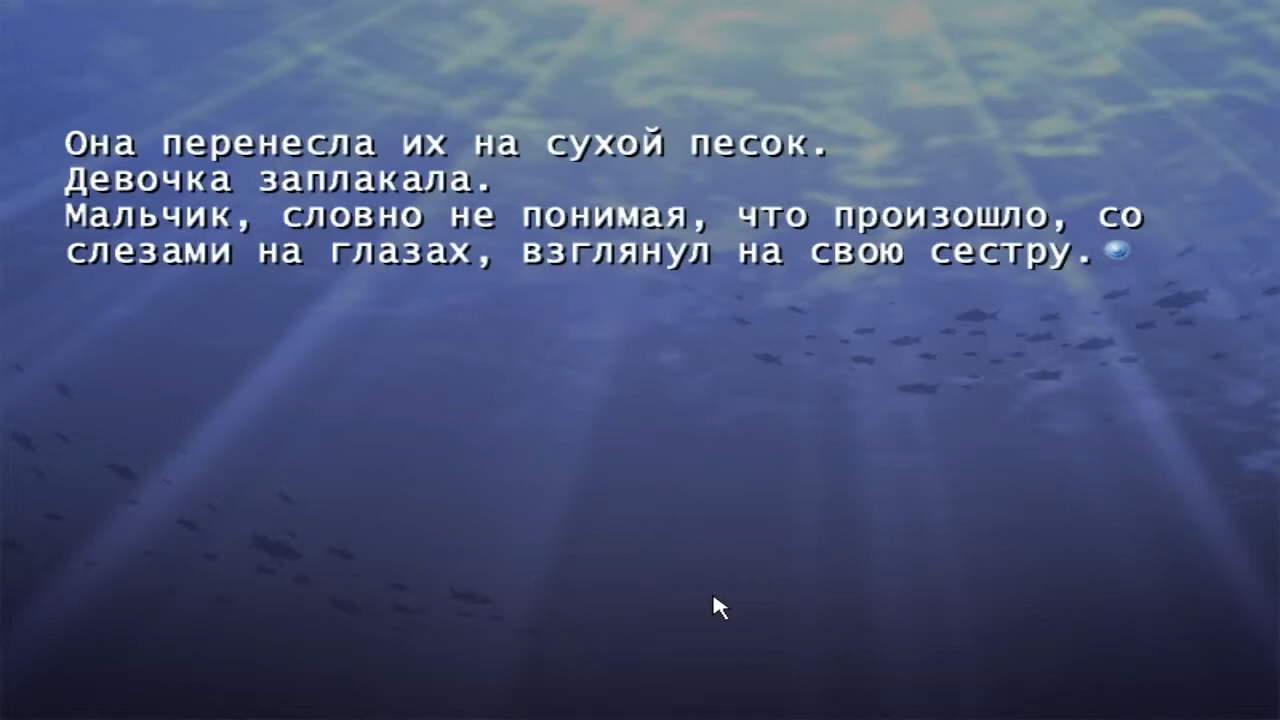 Она перенесла их на сухой песок.
Девочка заплакала.
Мальчик, словно не понимая, что произошло, со
слезами на глазах, взглянул на свою сестру.